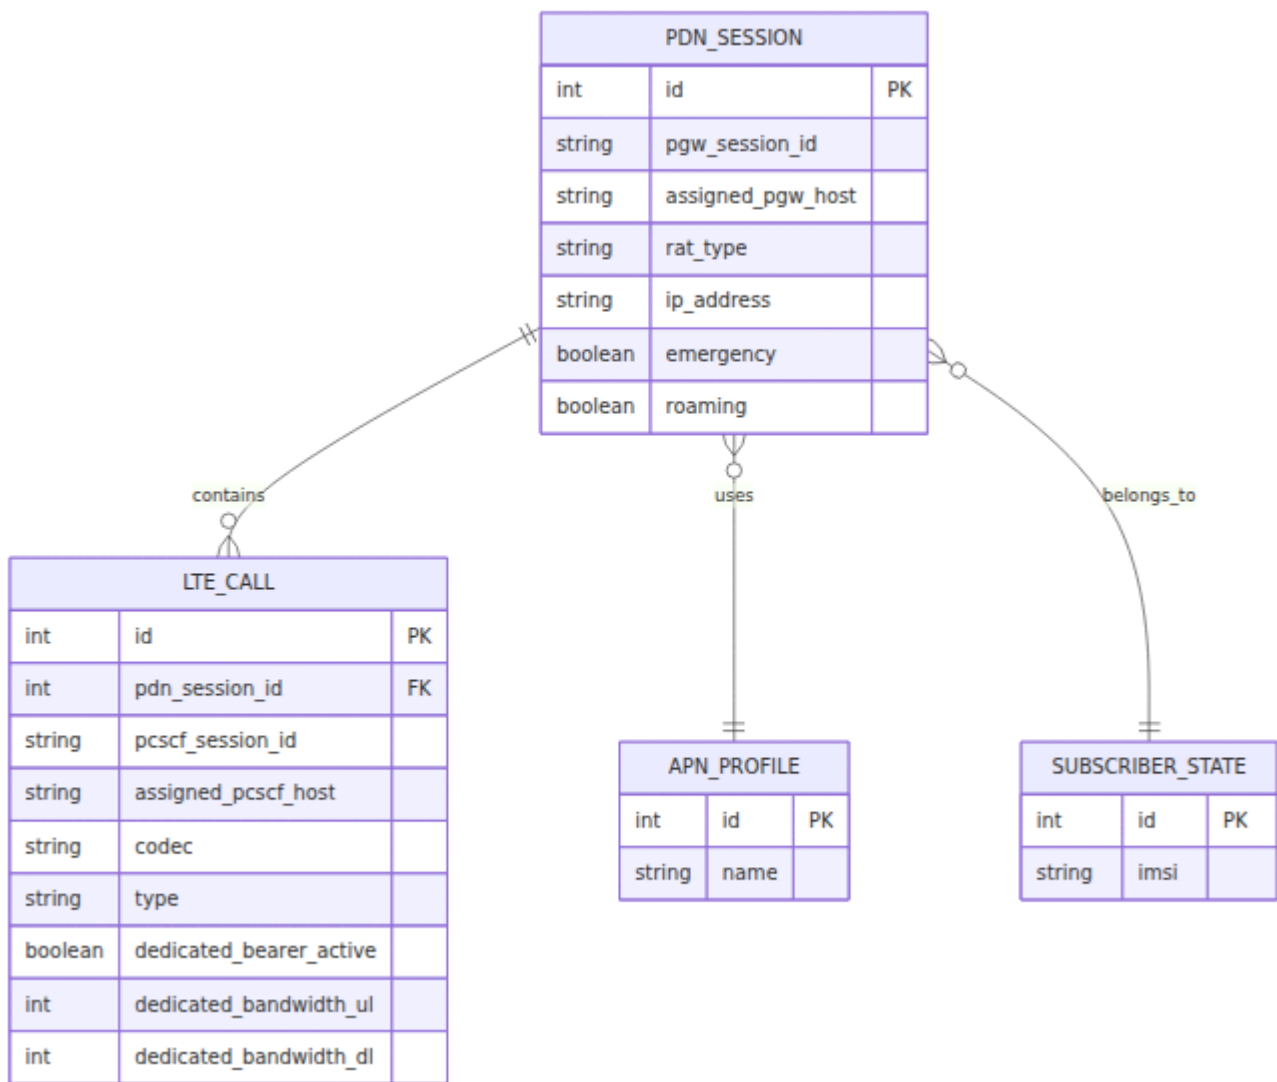 PDN_SESSION
int id PK
string pgw_session_id
string assigned_pgw_host
string rat_type
string ip_address
boolean emergency
boolean roaming
contains
uses
belongs_to
LTE_CALL
int id PK
int pdn_session_id FK
string pcscf_session_id
string assigned_pcscf_host
string codec
string type
boolean dedicated_bearer_active
int dedicated_bandwidth_ul
int dedicated_bandwidth_dl
APN_PROFILE
int id PK
string name
SUBSCRIBER_STATE
int id PK
string imsi